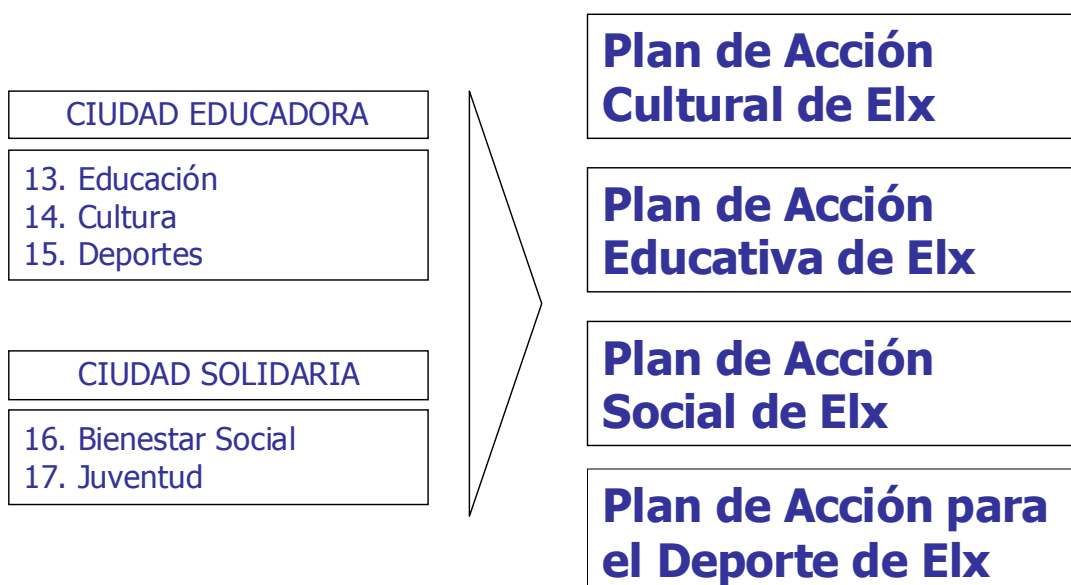 CIUDAD EDUCADORA
13. Educación
14. Cultura
15. Deportes
CIUDAD SOLIDARIA
16. Bienestar Social
17. Juventud
Plan de Acción
Cultural de Elx
Plan de Acción
Educativa de Elx
Plan de Acción
Social de Elx
Plan de Acción para
el Deporte de Elx